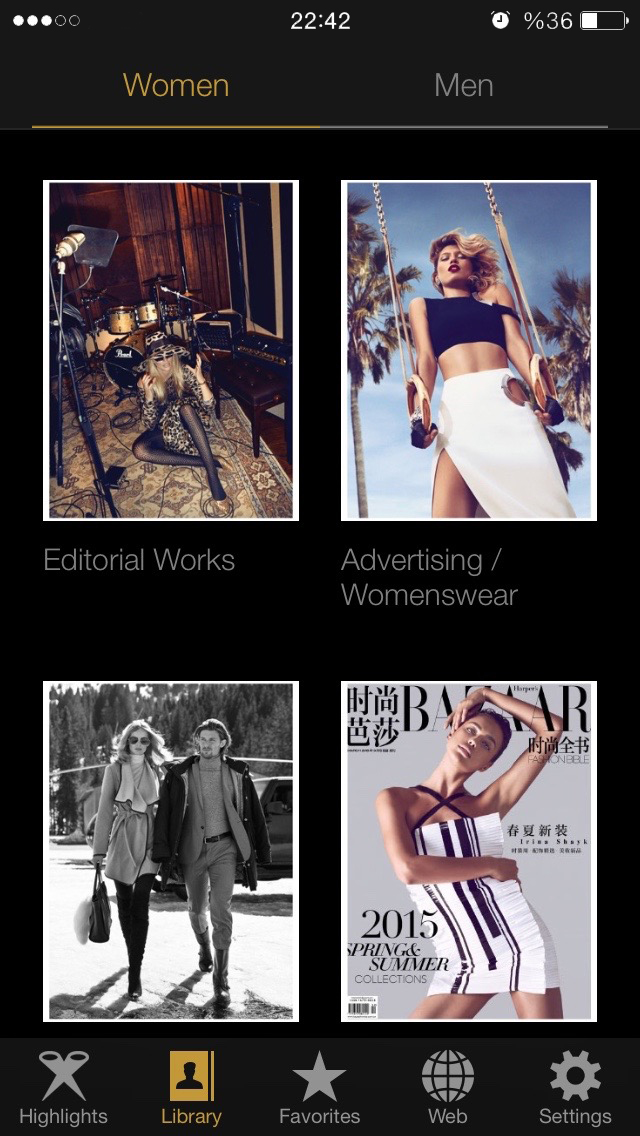 22:42
%36
Women
Men
Pearl
Editorial Works
Advertising /
Womenswear
Harper's
时尚
芭莎
BAZAAR
时尚全书
FASHION BIBLE
春夏新装
Irina Shayk
2015
SPRING&
SUMMER
COLLECTIONS
Highlights
Library
Favorites
Web
Settings